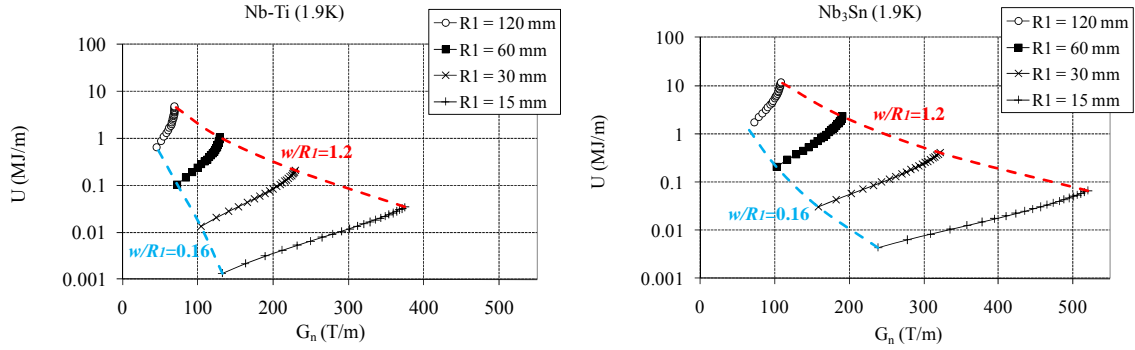 Nb-Ti (1.9K)
R1 = 120 mm
R1 = 60 mm
R1 = 30 mm
R1 = 15 mm
100
10
1
0.1
0.01
0.001
U (MJ/m)
w/R1=1.2
w/R1=0.16
0 100 200 300 400 500
Gn (T/m)
Nb3Sn (1.9K)
R1 = 120 mm
R1 = 60 mm
R1 = 30 mm
R1 = 15 mm
100
10
1
0.1
0.01
0.001
U (MJ/m)
w/R1=1.2
w/R1=0.16
0 100 200 300 400 500
Gn (T/m)